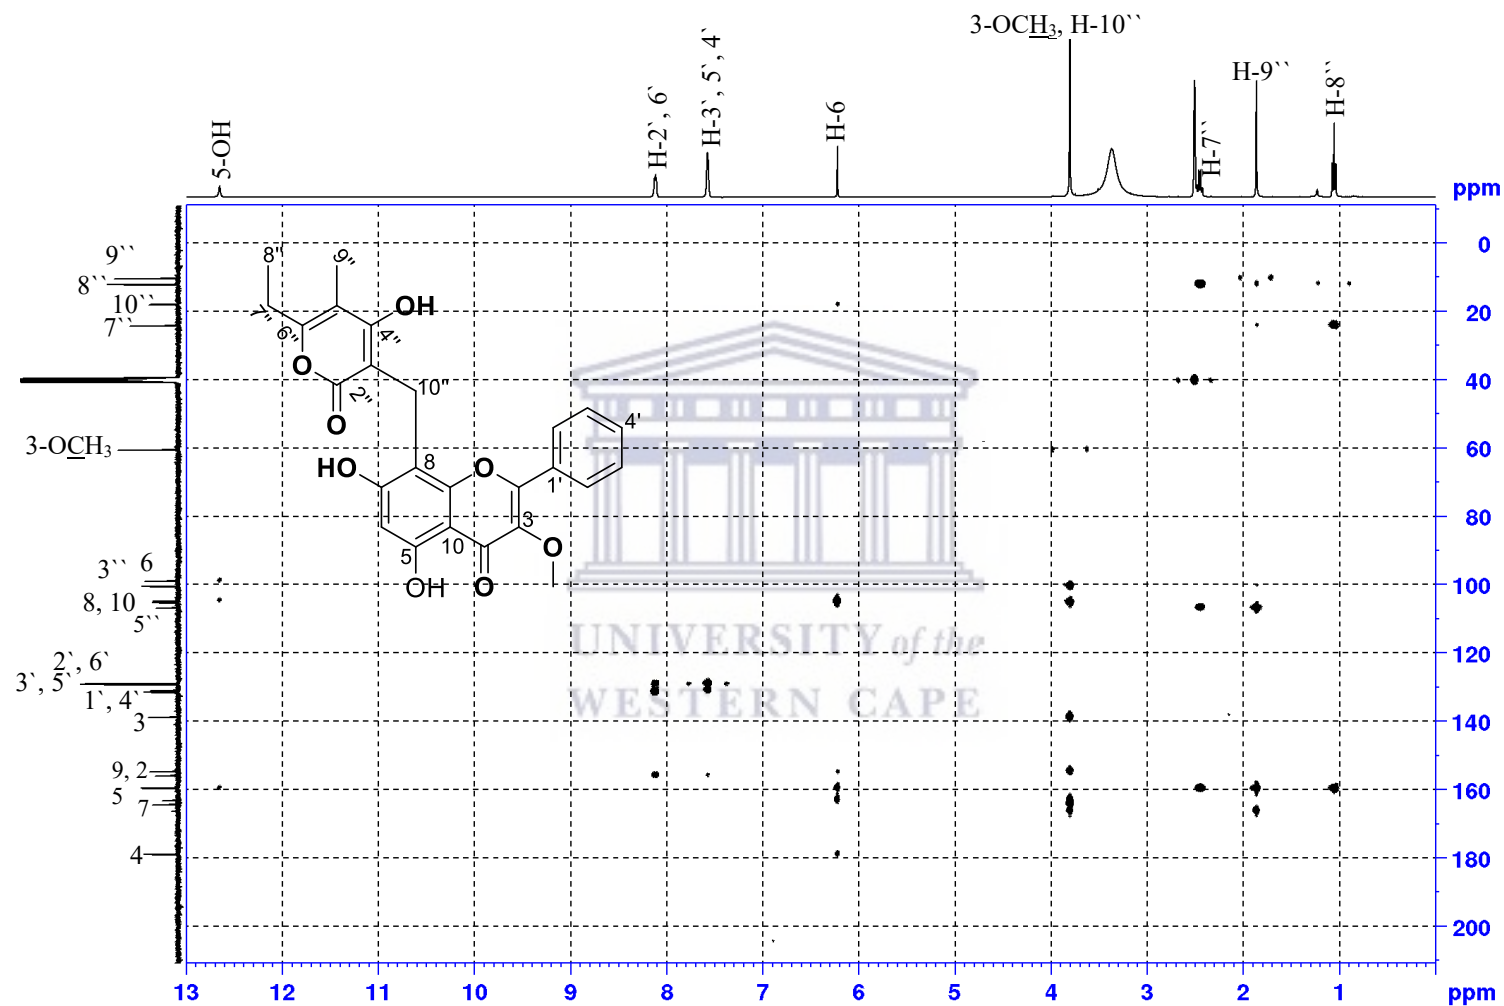 3-OCH₃, H-10``
5-OH
H-2`, 6`
H-3`, 5`, 4`
H-6
H-7``
H-9``
H-8``
ppm
9``
8``
10``
7``
3-OCH₃
3`` 6
8, 10
5``
2`, 6`
3`, 5`
1`, 4`
3
9, 2
5
7
4
8"
9"
7"
6"
OH
4"
O
2"
10"
O
4'
HO
8
O
1'
3
10
5
O
OH
O
UNIVERSITY of the
WESTERN CAPE
0
20
40
60
80
100
120
140
160
180
200
13 12 11 10 9 8 7 6 5 4 3 2 1 ppm